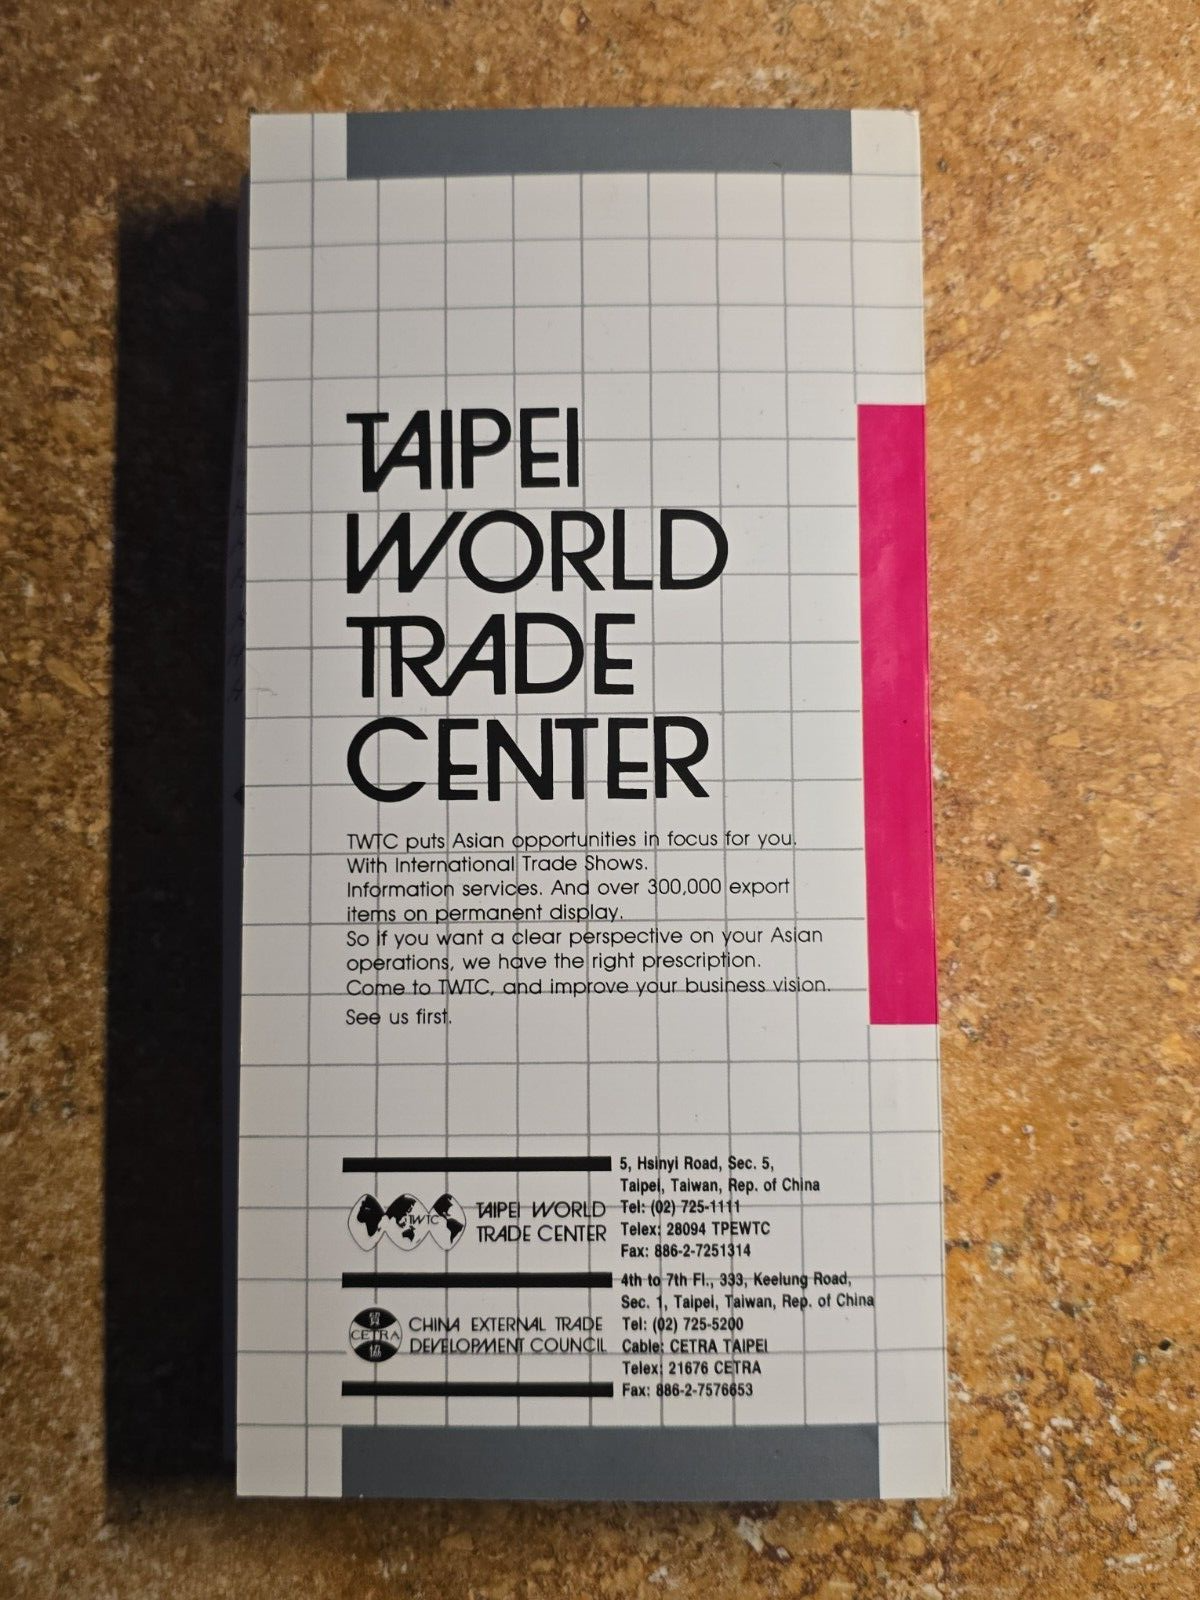 TAIPEI
WORLD
TRADE
CENTER
TWTC puts Asian opportunities in focus for you.
With International Trade Shows.
Information services. And over 300,000 export
items on permanent display.
So if you want a clear perspective on your Asian
operations, we have the right prescription.
Come to TWTC, and improve your business vision.
See us first.
TWTC
TAIPEI WORLD
TRADE CENTER
5, Hsinyi Road, Sec. 5,
Taipei, Taiwan, Rep. of China
Tel: (02) 725-1111
Telex: 28094 TPEWTC
Fax: 886-2-7251314
CETRA
CHINA EXTERNAL TRADE
DEVELOPMENT COUNCIL
4th to 7th Fl., 333, Keelung Road,
Sec. 1, Taipei, Taiwan, Rep. of China
Tel: (02) 725-5200
Cable: CETRA TAIPEI
Telex: 21676 CETRA
Fax: 886-2-7576653